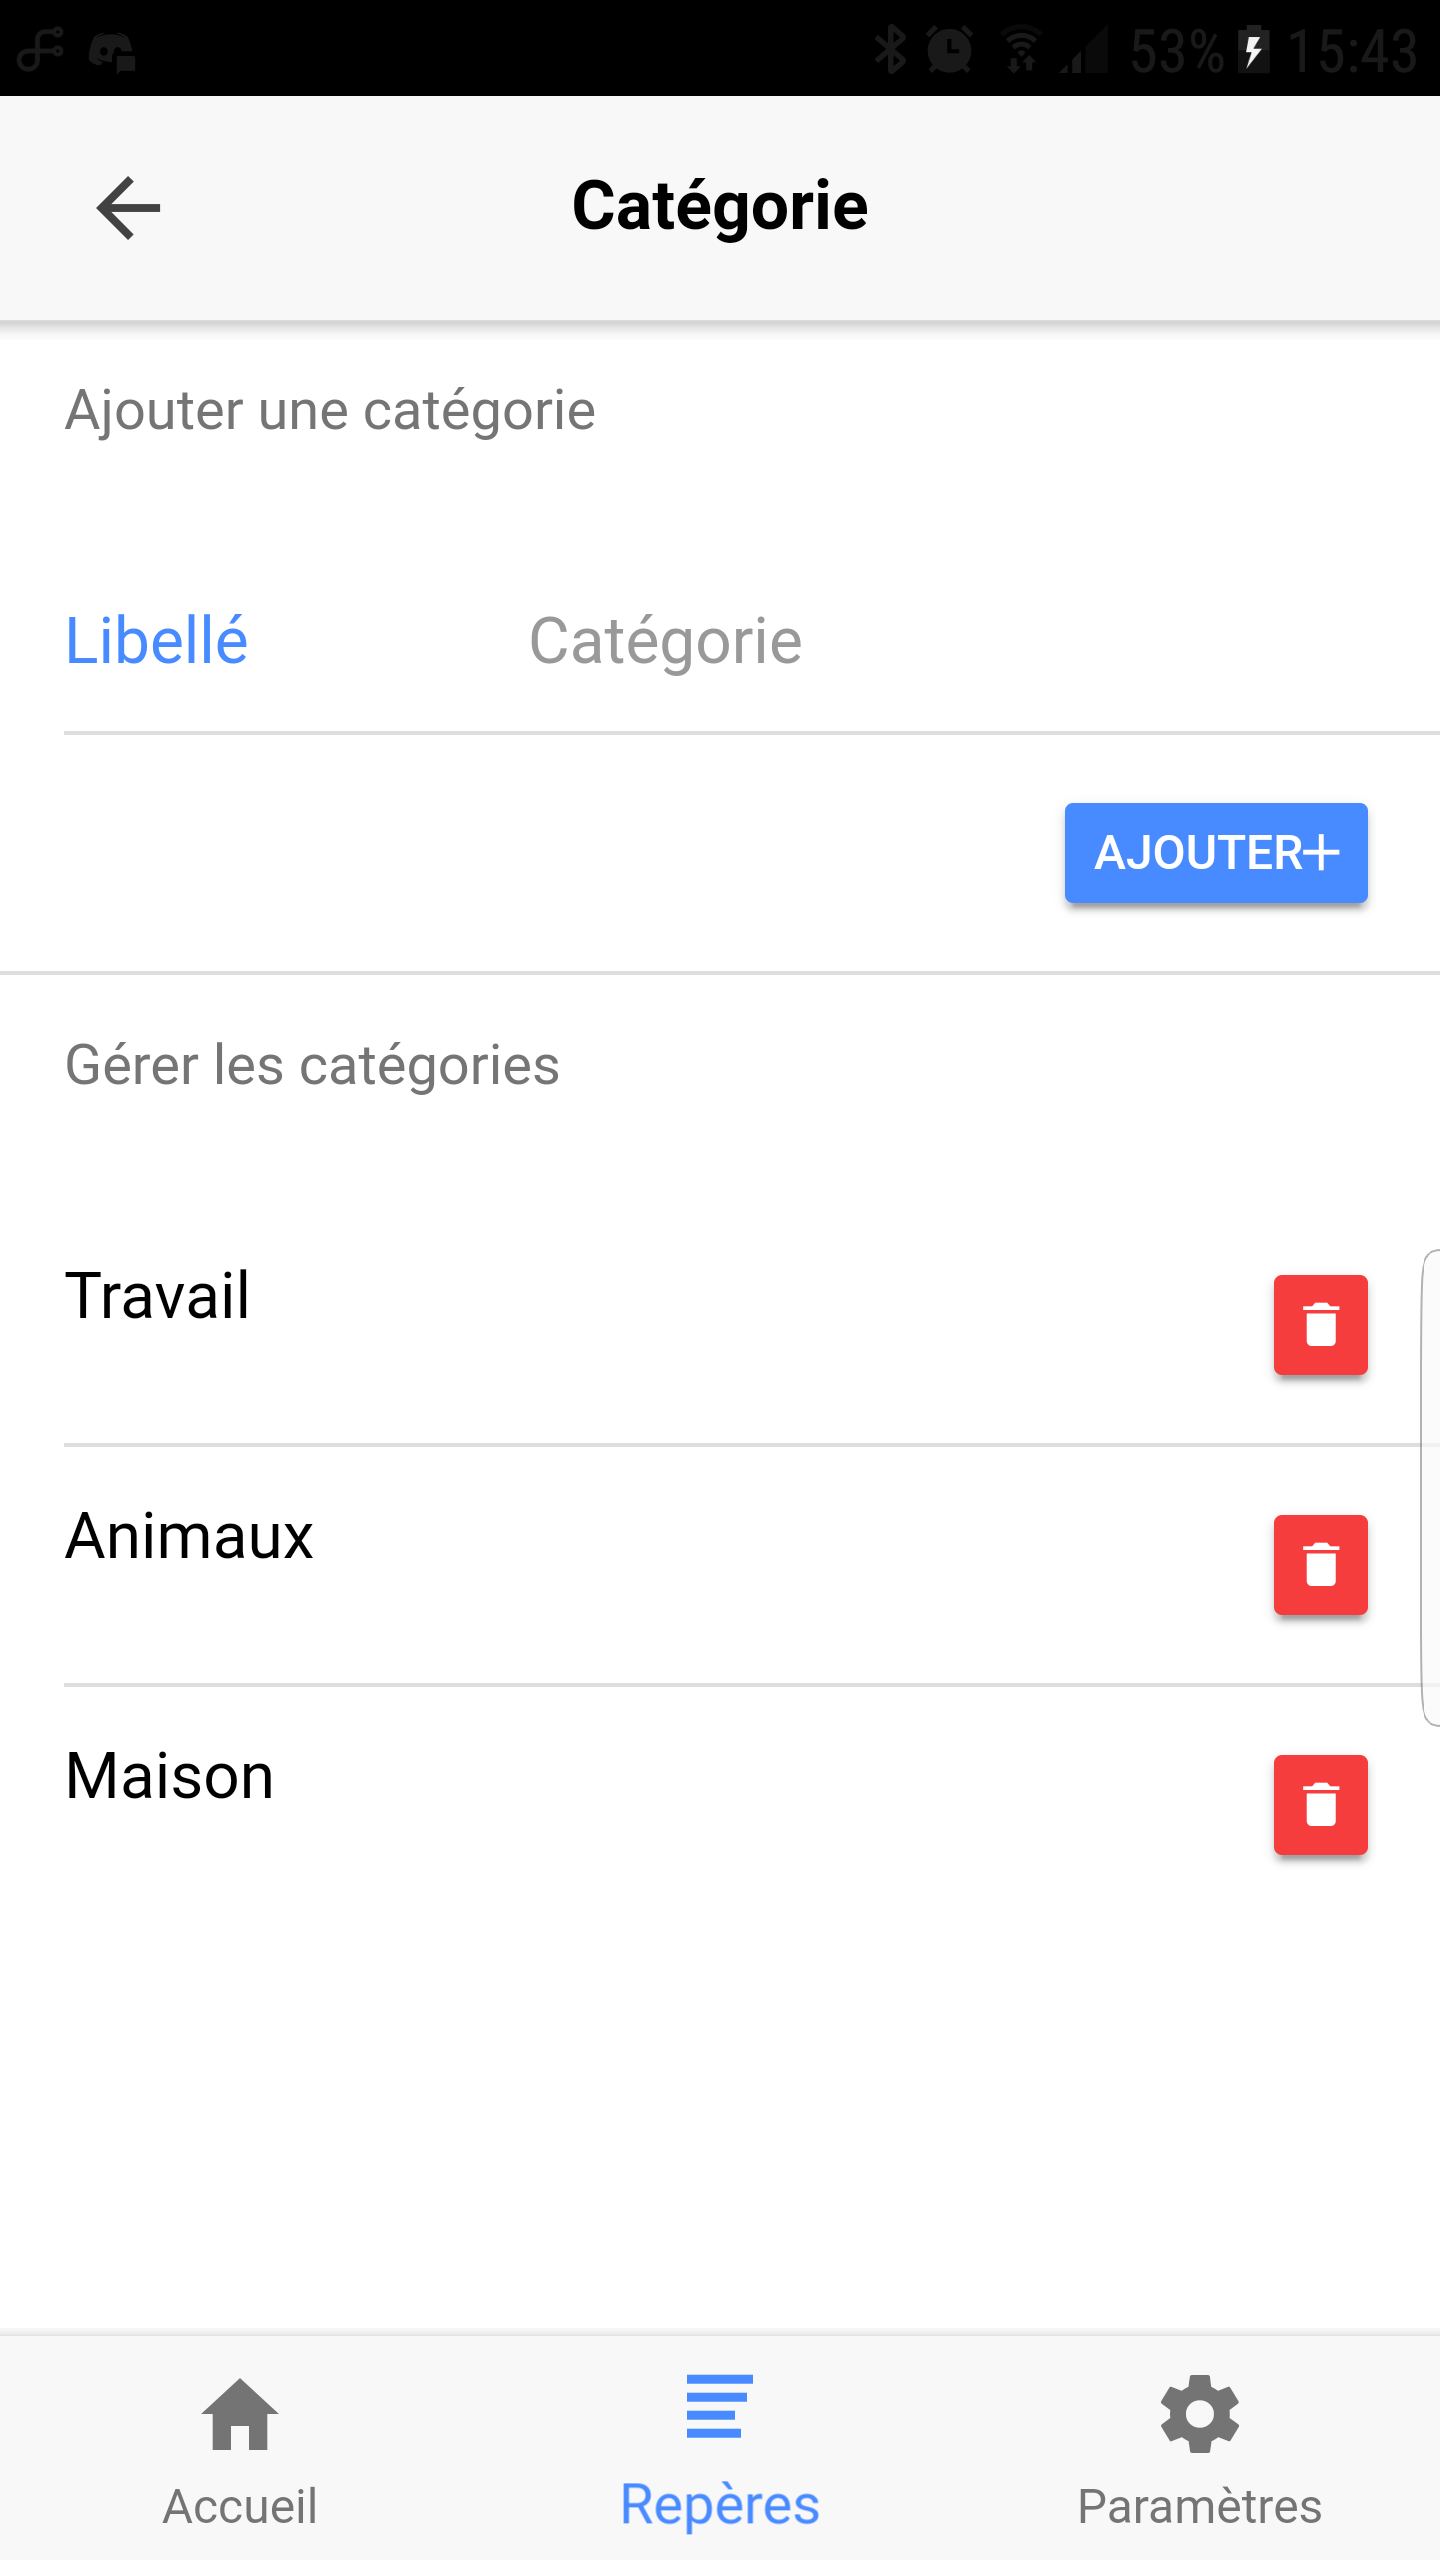 53% 15:43
Catégorie
Ajouter une catégorie
Libellé Catégorie
AJOUTER+
Gérer les catégories
Travail
Animaux
Maison
Accueil Repères Paramètres